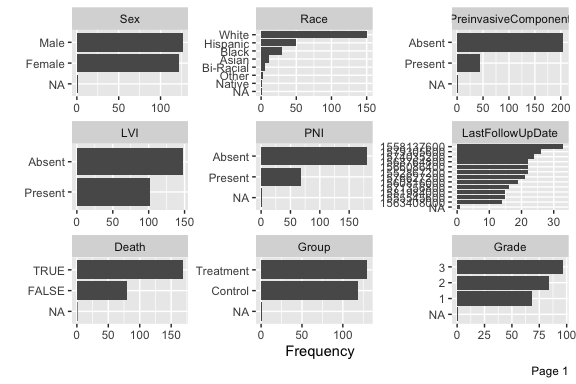 Sex
Male
Female
NA
0 50 100
Race
White
Hispanic
Black
Asian
Bi-Racial
Other
Native
NA
0 50 100 150
PreinvasiveComponent
Absent
Present
NA
0 50 100 150 200
LVI
Absent
Present
0 50 100 150
PNI
Absent
Present
NA
0 50 100 150
LastFollowUpDate
1558137600
NA
0 10 20 30
Death
TRUE
FALSE
NA
0 50 100 150
Group
Treatment
Control
NA
0 50 100
Grade
3
2
1
NA
0 25 50 75 100
Frequency
Page 1